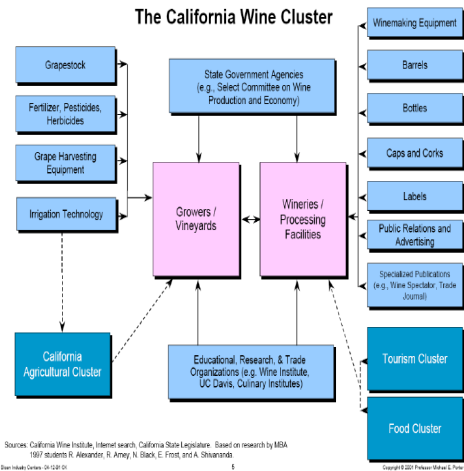 The California Wine Cluster
Grapestock
Fertilizer, Pesticides,
Herbicides
Grape Harvesting
Equipment
Irrigation Technology
State Government Agencies
(e.g., Select Committee on Wine
Production and Economy)
Growers /
Vineyards
Wineries /
Processing
Facilities
Winemaking Equipment
Barrels
Bottles
Caps and Corks
Labels
Public Relations and
Advertising
Specialized Publications
(e.g., Wine Spectator, Trade
Journal)
California
Agricultural Cluster
Educational, Research, & Trade
Organizations (e.g. Wine Institute,
UC Davis, Culinary Institutes)
Tourism Cluster
Food Cluster
Sources: California Wine Institute, Internet search, California State Legislature. Based on research by MBA
1997 students R. Alexander, R. Arney, N. Black, E. Frost, and A. Shivananda.
5
Copyright © 2001 Professor Michael E. Porter